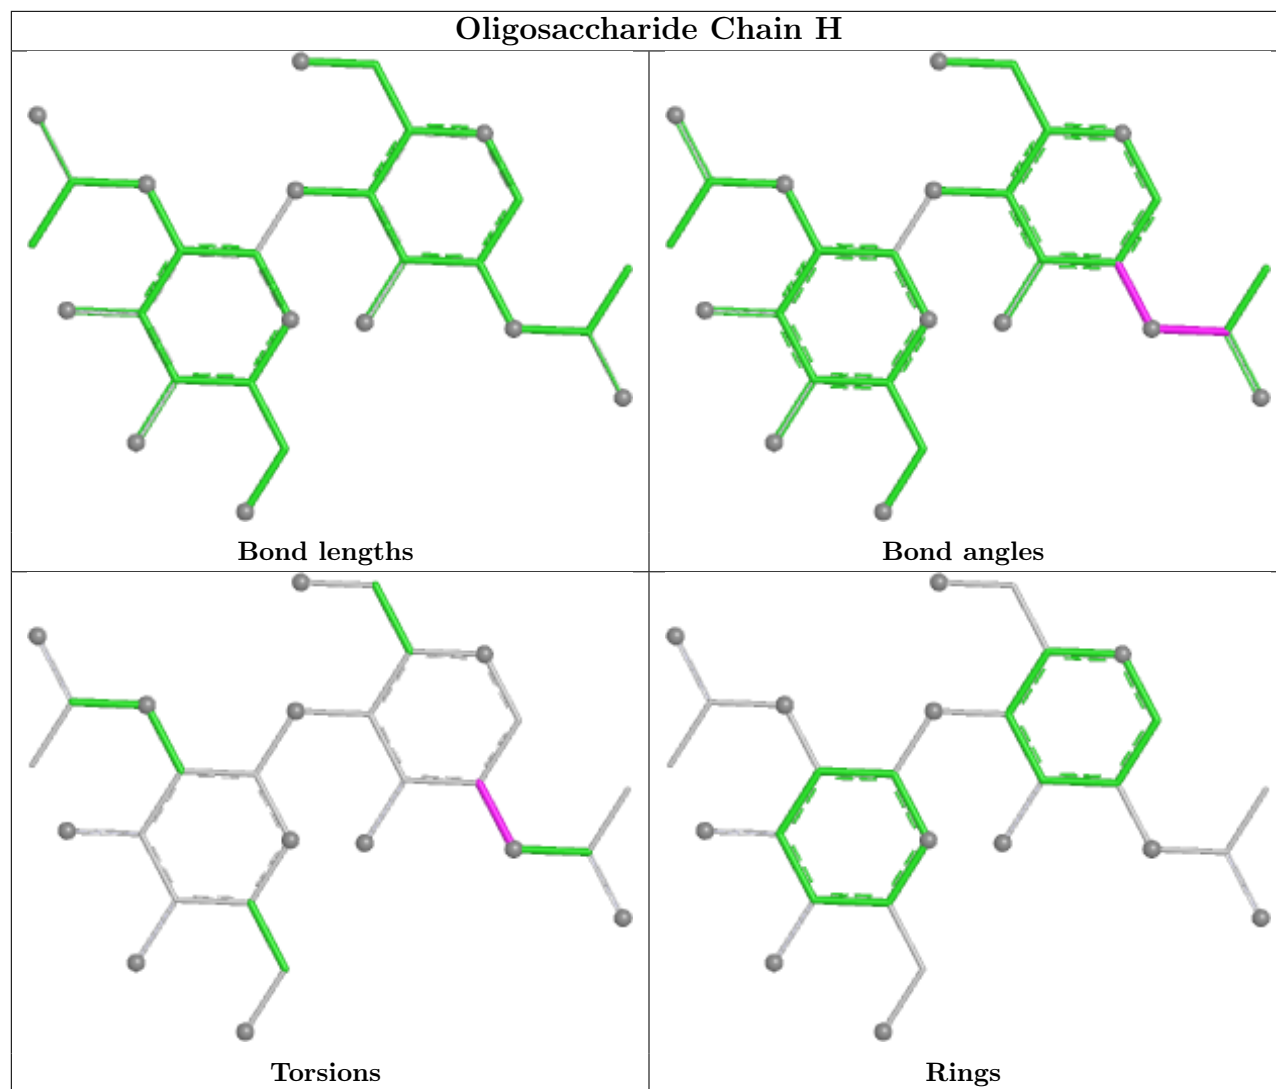 Oligosaccharide Chain H
Bond lengths
Bond angles
Torsions
Rings